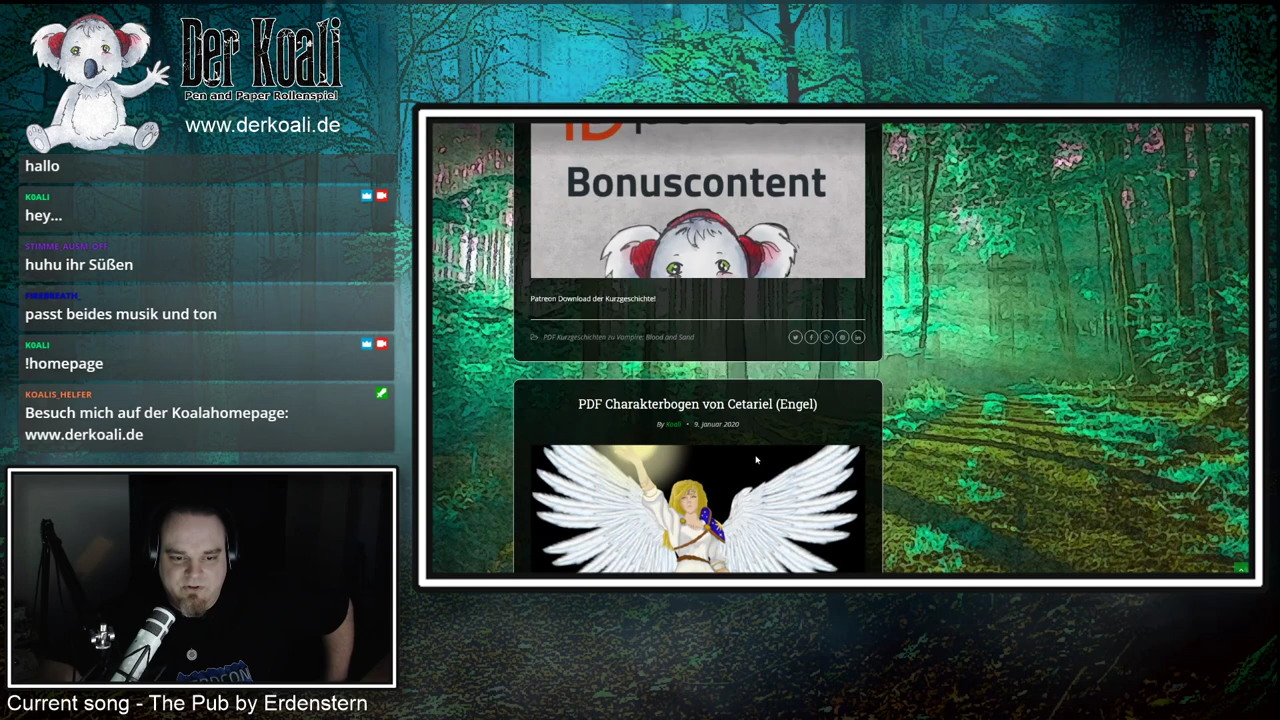 Der Koali
Pen and Paper Rollenspiel
www.derkoali.de
hallo
K0ALI
hey...
STIMME_AUSM_OFF
huhu ihr Süßen
FIREBREATH_
passt beides musik und ton
K0ALI
!homepage
KOALIS_HELFER
Besuch mich auf der Koalahomepage:
www.derkoali.de
Current song - The Pub by Erdenstern
Bonuscontent
Patreon Download der Kurzgeschichte!
PDF Kurzgeschichten zu Vampire: Blood and Sand
PDF Charakterbogen von Cetariel (Engel)
By Koali • 9. Januar 2020